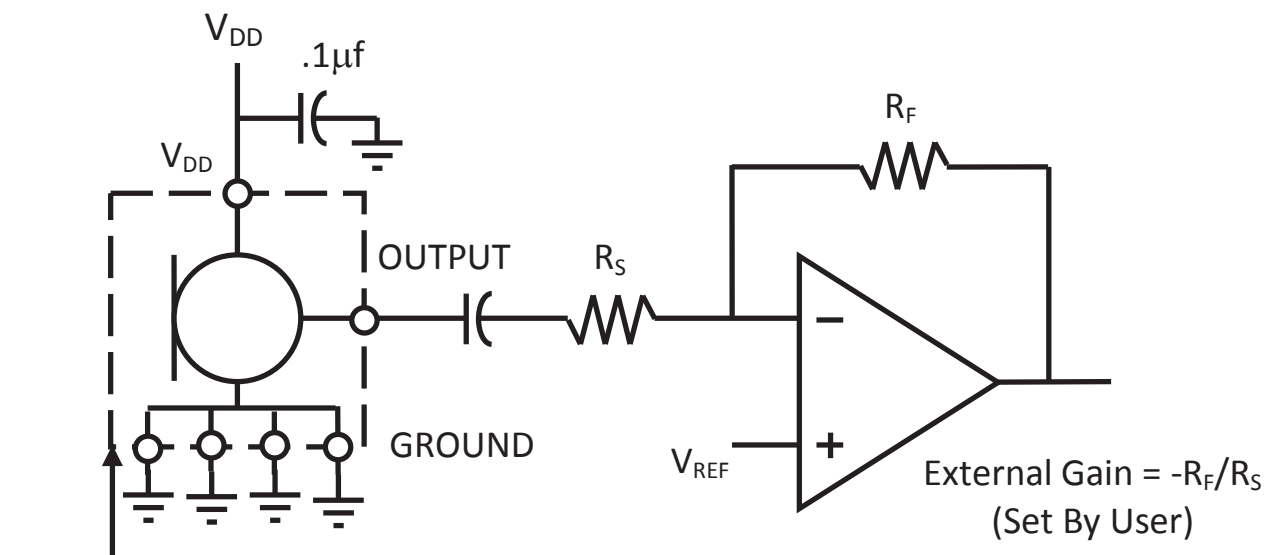 V_DD
.1μf
R_F
V_DD
OUTPUT
R_S
−
GROUND
V_REF
+
External Gain = -R_F/R_S
(Set By User)